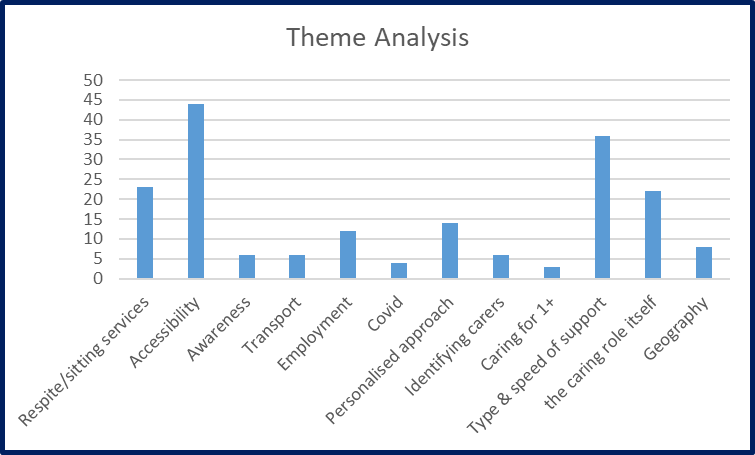 Theme Analysis
50
45
40
35
30
25
20
15
10
5
0
Respite/sitting services
Accessibility
Awareness
Transport
Employment
Covid
Personalised approach
Identifying carers
Caring for 1+
Type & speed of support
the caring role itself
Geography